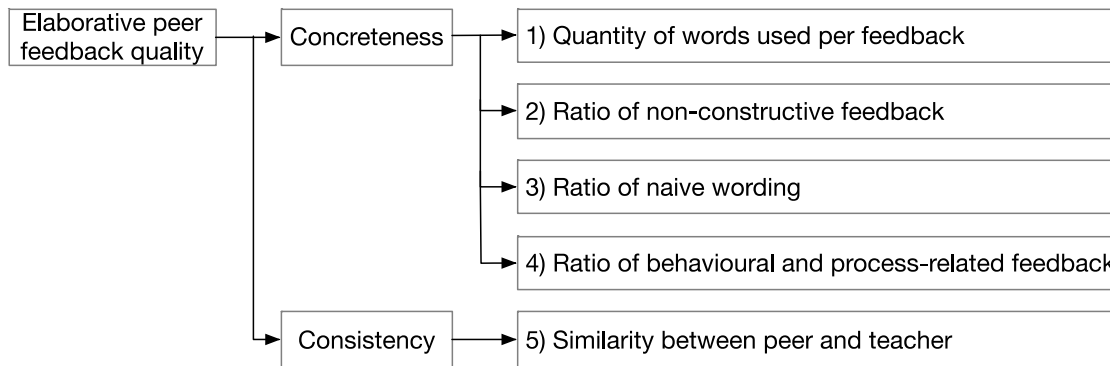 Elaborative peer
feedback quality
Concreteness
1) Quantity of words used per feedback
2) Ratio of non-constructive feedback
3) Ratio of naive wording
4) Ratio of behavioural and process-related feedback
Consistency
5) Similarity between peer and teacher